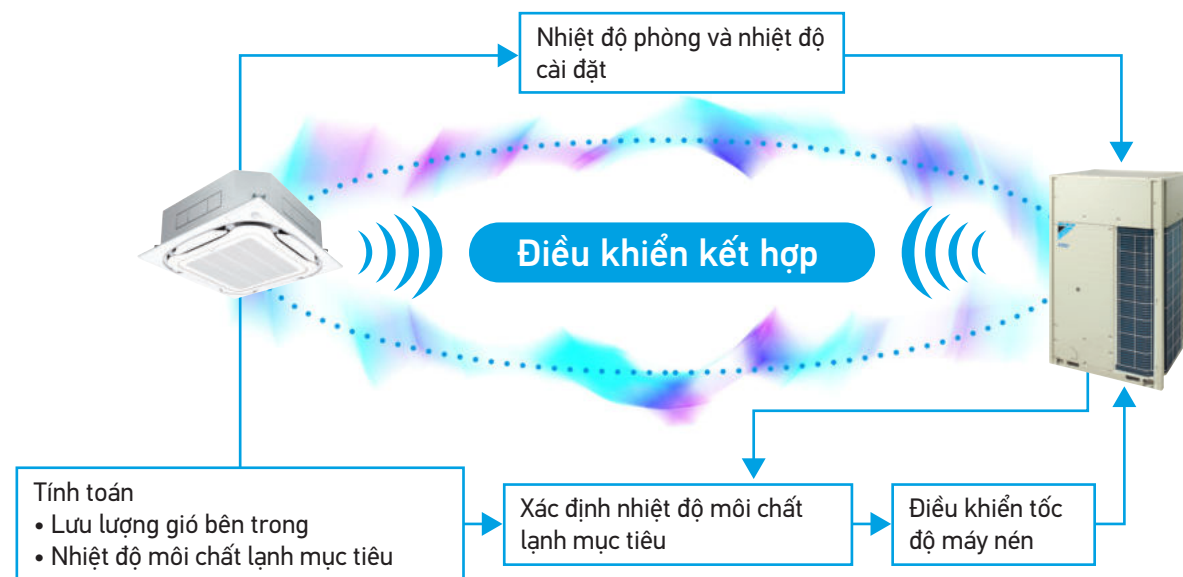 Nhiệt độ phòng và nhiệt độ
cài đặt
Điều khiển kết hợp
Tính toán
• Lưu lượng gió bên trong
• Nhiệt độ môi chất lạnh mục tiêu
Xác định nhiệt độ môi chất
lạnh mục tiêu
Điều khiển tốc
độ máy nén